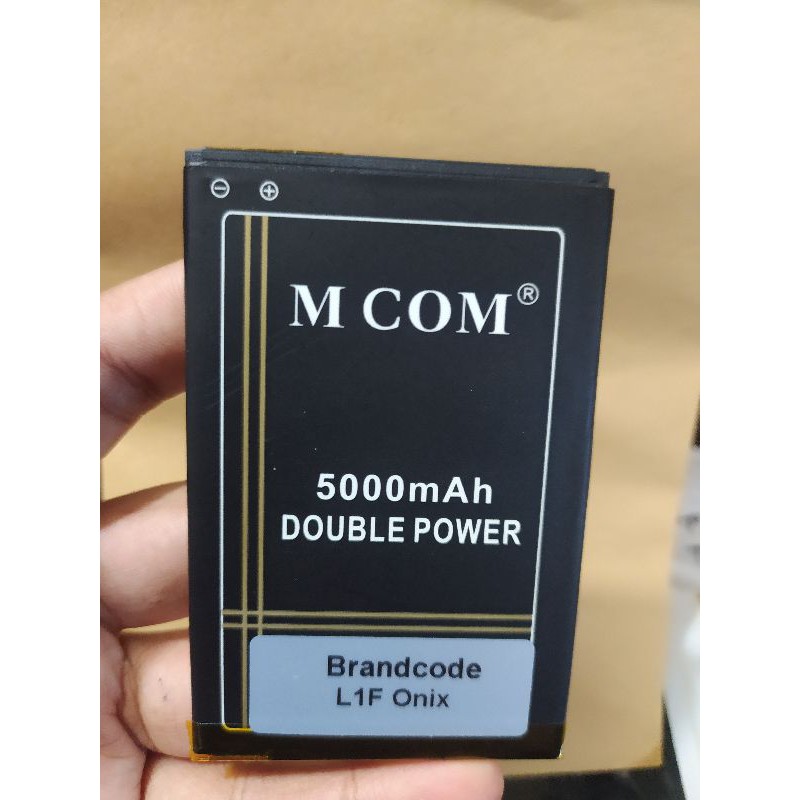 ⊖ ⊕
M COM®
5000mAh
DOUBLE POWER
Brandcode
L1F Onix